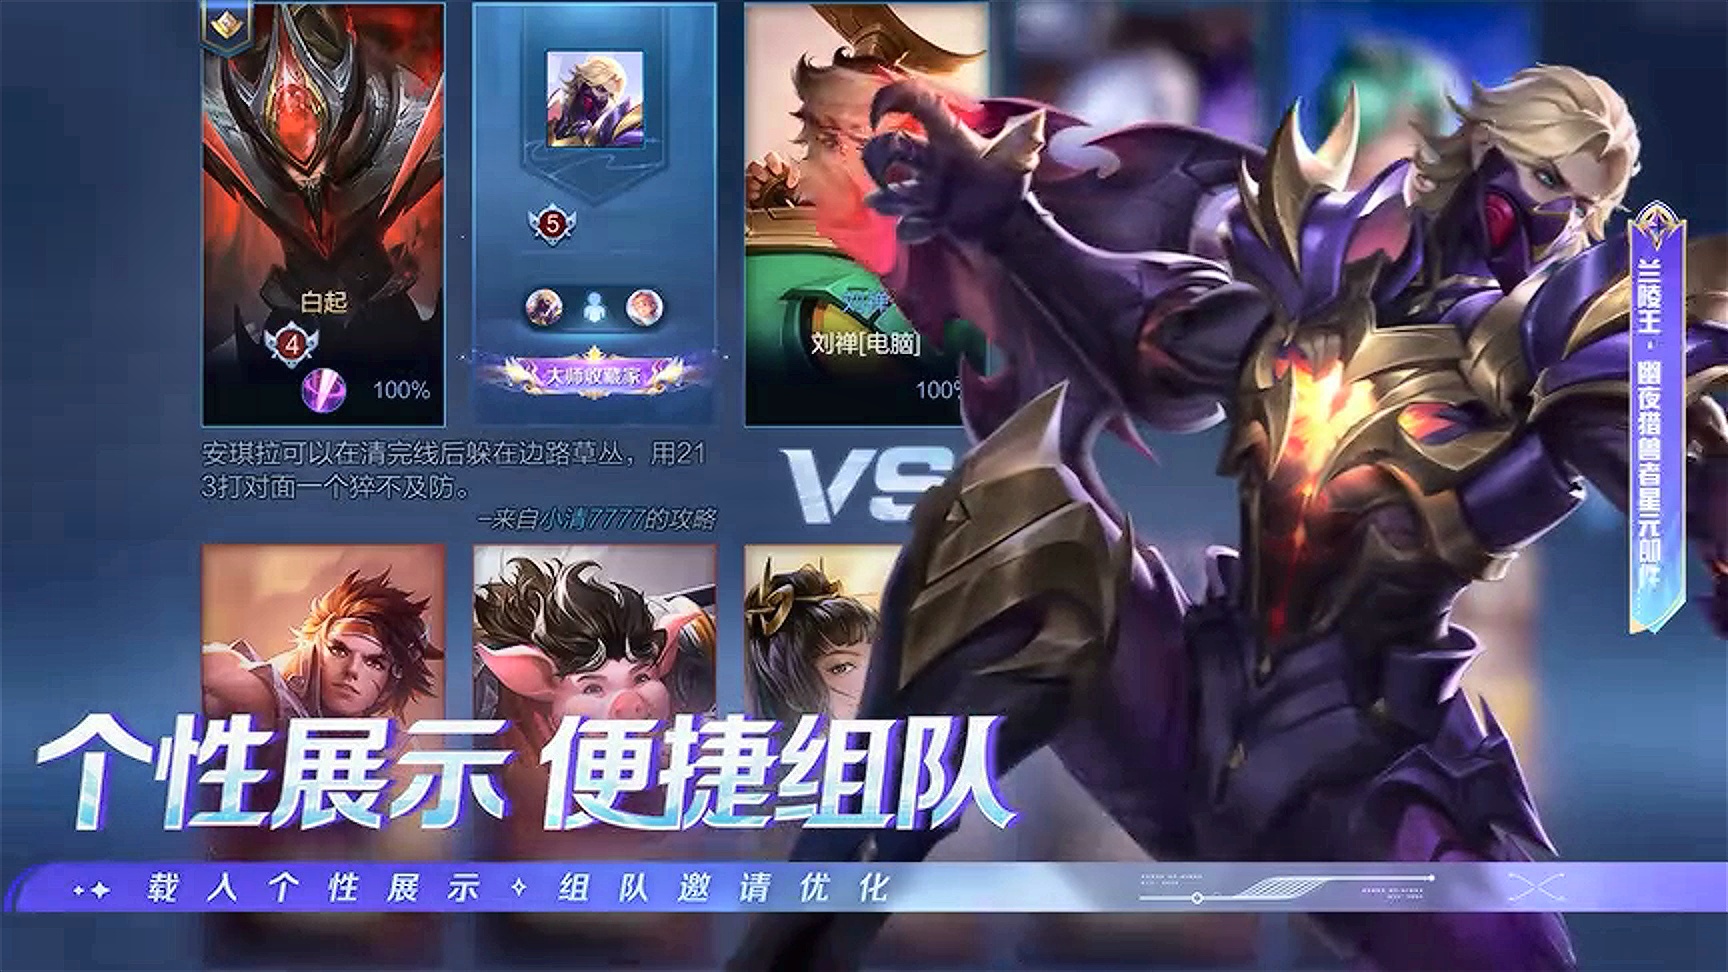 5
白起
4
100%
大师收藏家
刘禅
刘禅[电脑]
100%
安琪拉可以在清完线后躲在边路草丛，用21
3打对面一个猝不及防。
—来自小清7777的攻略
VS
兰陵王·幽夜猎兽者星元部件
个性展示 便捷组队
载入个性展示 组队邀请优化